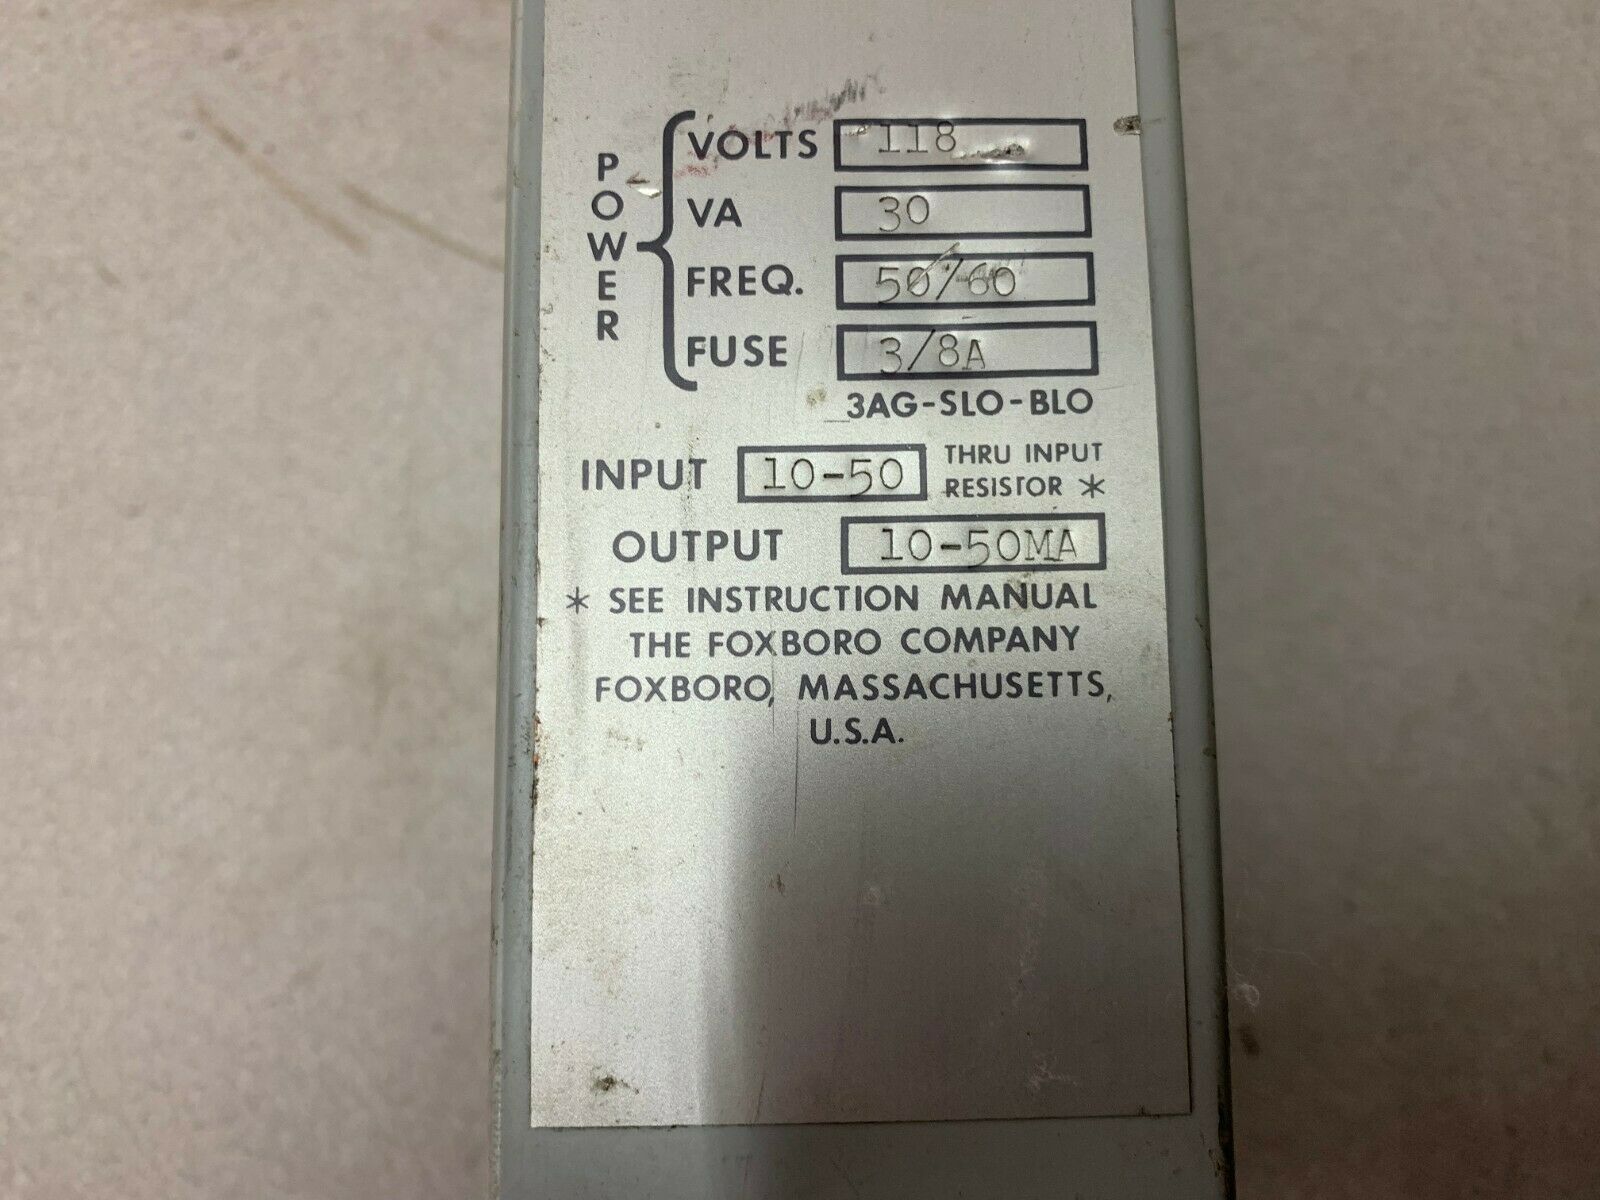 POWER
VOLTS 118
VA 30
FREQ. 50/60
FUSE 3/8A
3AG-SLO-BLO
INPUT 10-50 THRU INPUT
RESISTOR *
OUTPUT 10-50MA
* SEE INSTRUCTION MANUAL
THE FOXBORO COMPANY
FOXBORO, MASSACHUSETTS,
U.S.A.